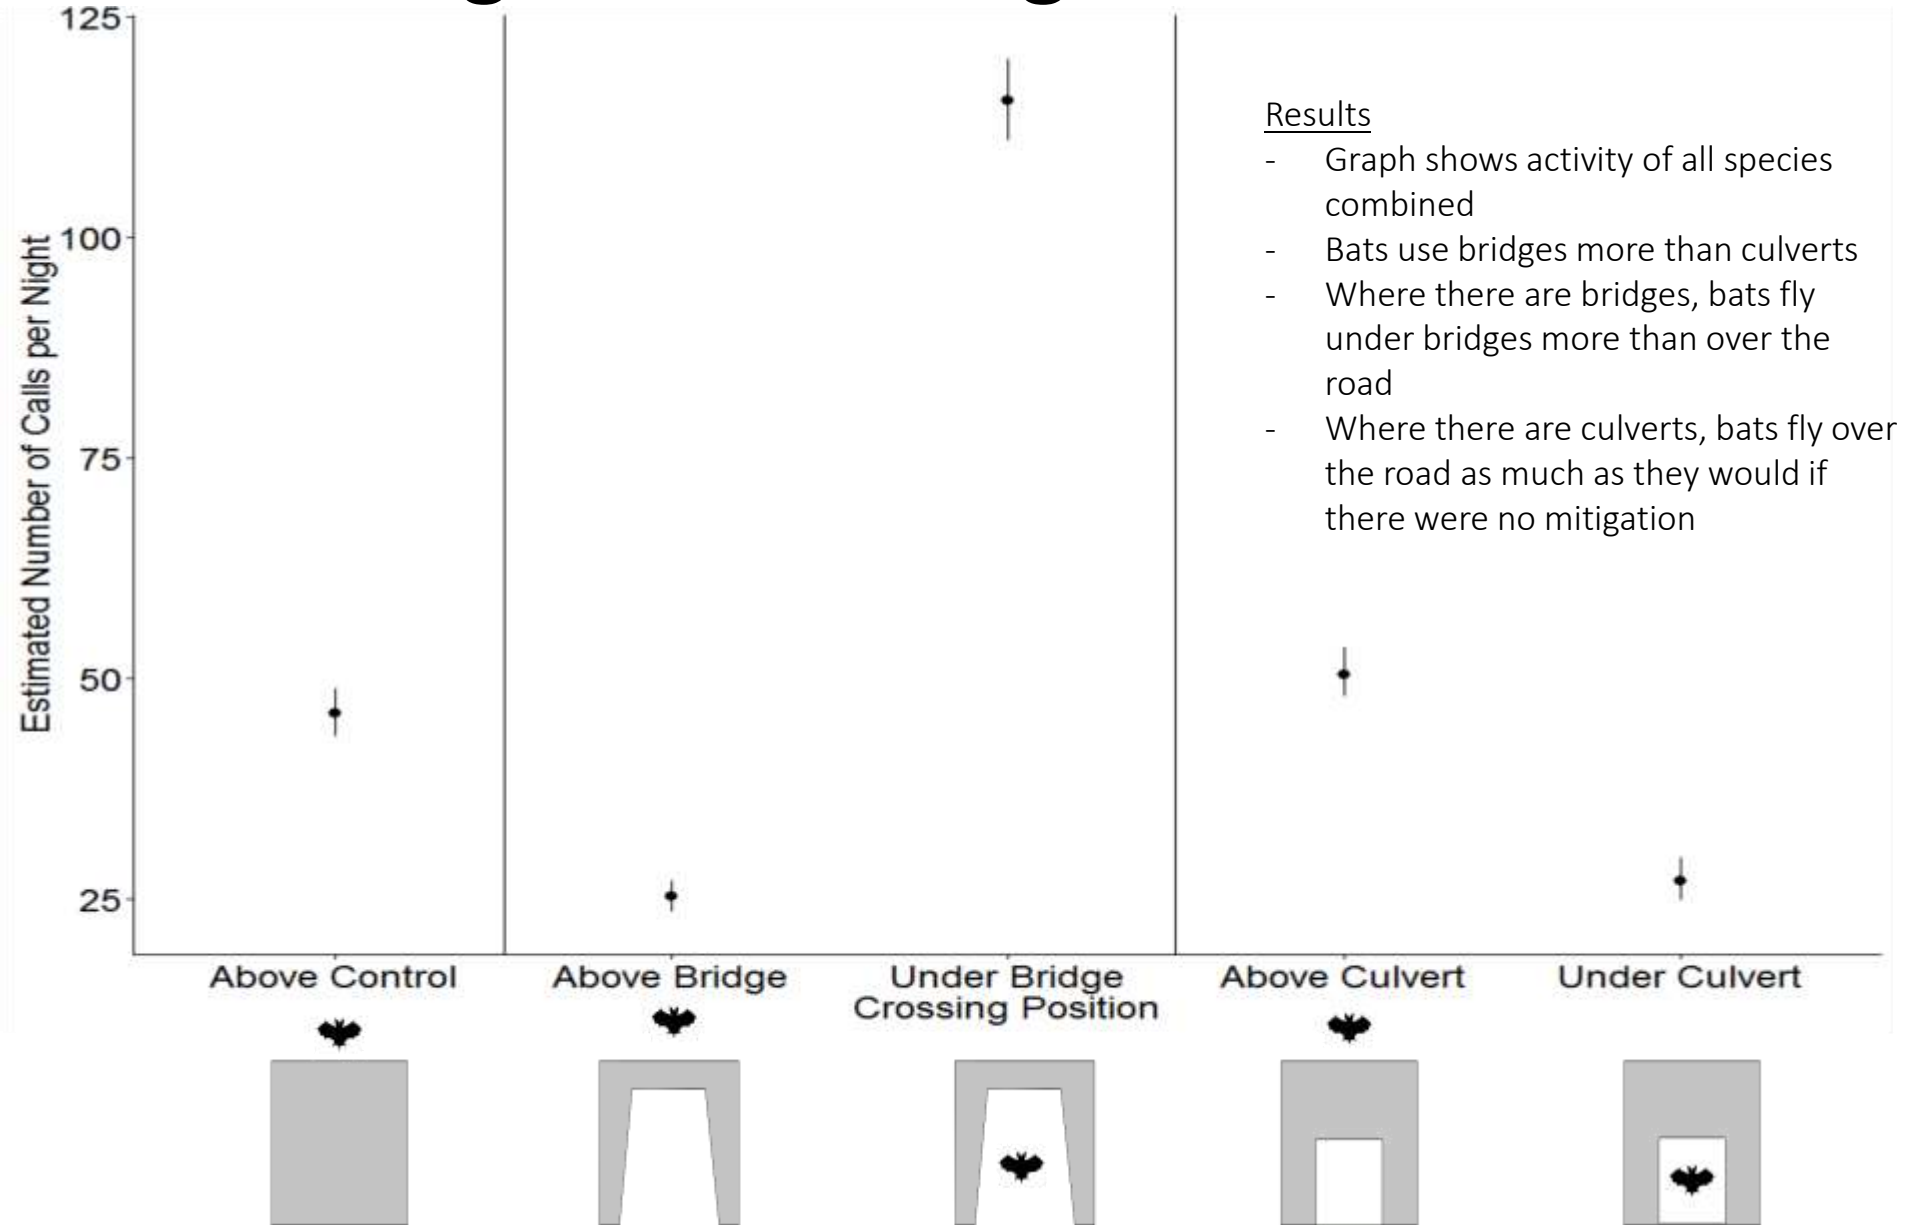 125
100
75
50
25
Estimated Number of Calls per Night
Results
- Graph shows activity of all species
combined
- Bats use bridges more than culverts
- Where there are bridges, bats fly
under bridges more than over the
road
- Where there are culverts, bats fly over
the road as much as they would if
there were no mitigation
Above Control
Above Bridge
Under Bridge
Above Culvert
Under Culvert
Crossing Position